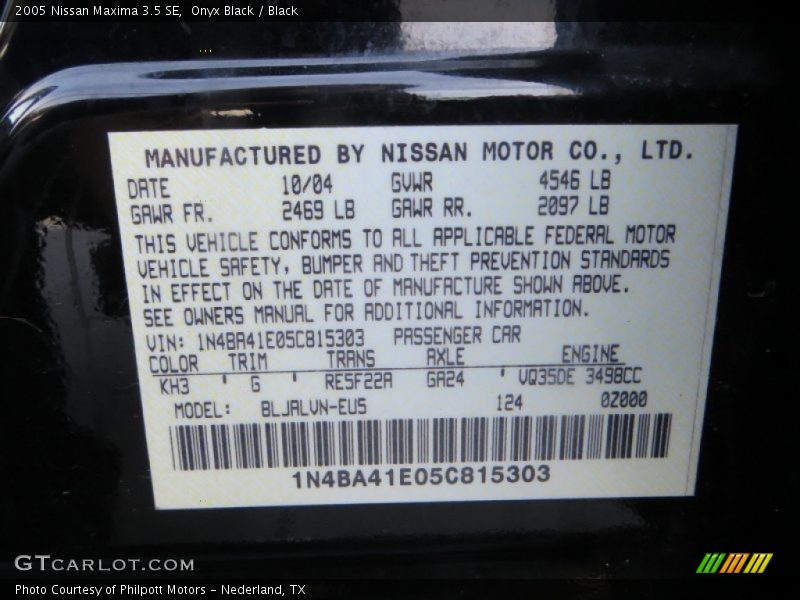 2005 Nissan Maxima 3.5 SE, Onyx Black / Black
MANUFACTURED BY NISSAN MOTOR CO., LTD.
DATE 10/04 GVWR 4546 LB
GAWR FR. 2469 LB GAWR RR. 2097 LB
THIS VEHICLE CONFORMS TO ALL APPLICABLE FEDERAL MOTOR
VEHICLE SAFETY, BUMPER AND THEFT PREVENTION STANDARDS
IN EFFECT ON THE DATE OF MANUFACTURE SHOWN ABOVE.
SEE OWNERS MANUAL FOR ADDITIONAL INFORMATION.
VIN: 1N4BA41E05C815303 PASSENGER CAR
COLOR TRIM TRANS AXLE ENGINE
KH3 ' G ' RE5F22A GA24 ' VQ35DE 3498CC
MODEL: BLJALVN-EU5 124 0Z000
1N4BA41E05C815303
GTCARLOT.COM
Photo Courtesy of Philpott Motors - Nederland, TX